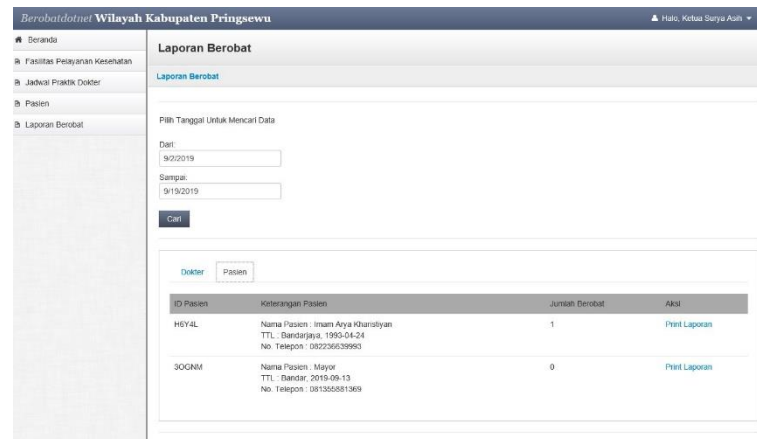 Berobatdotnet Wilayah Kabupaten Pringsewu
Halo, Ketua Surya Asih
Beranda
Fasilitas Pelayanan Kesehatan
Jadwal Praktik Dokter
Pasien
Laporan Berobat
Laporan Berobat
Laporan Berobat
Pilih Tanggal Untuk Mencari Data
Dari:
9/2/2019
Sampai:
9/19/2019
Cari
Dokter Pasien
ID Pasien Keterangan Pasien Jumlah Berobat Aksi
H6Y4L Nama Pasien : Imam Arya Kharistiyan 1 Print Laporan
TTL : Bandarjaya, 1993-04-24
No. Telepon : 082236639993
3OGNM Nama Pasien : Mayor 0 Print Laporan
TTL : Bandar, 2019-09-13
No. Telepon : 081355881369